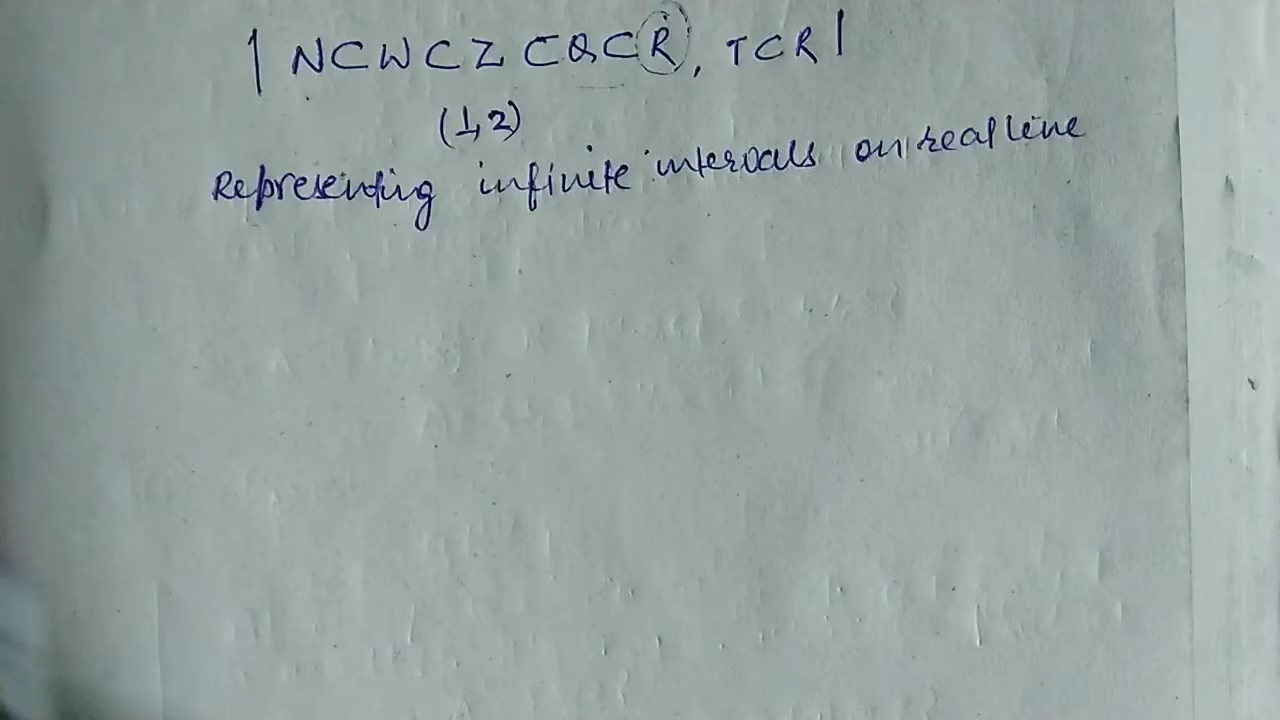 | N C W C Z C Q C R , T C R |
(1,2)
Representing infinite intervals on real line